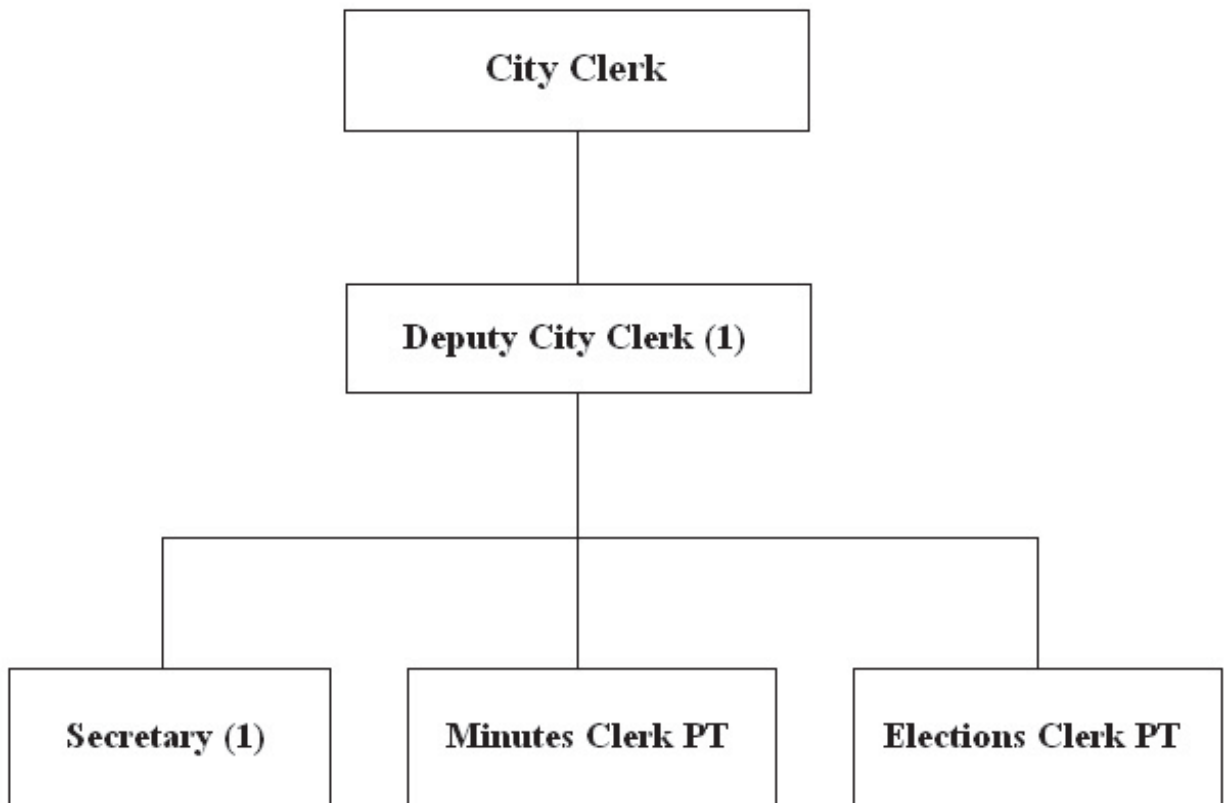 City Clerk
Deputy City Clerk (1)
Secretary (1)
Minutes Clerk PT
Elections Clerk PT